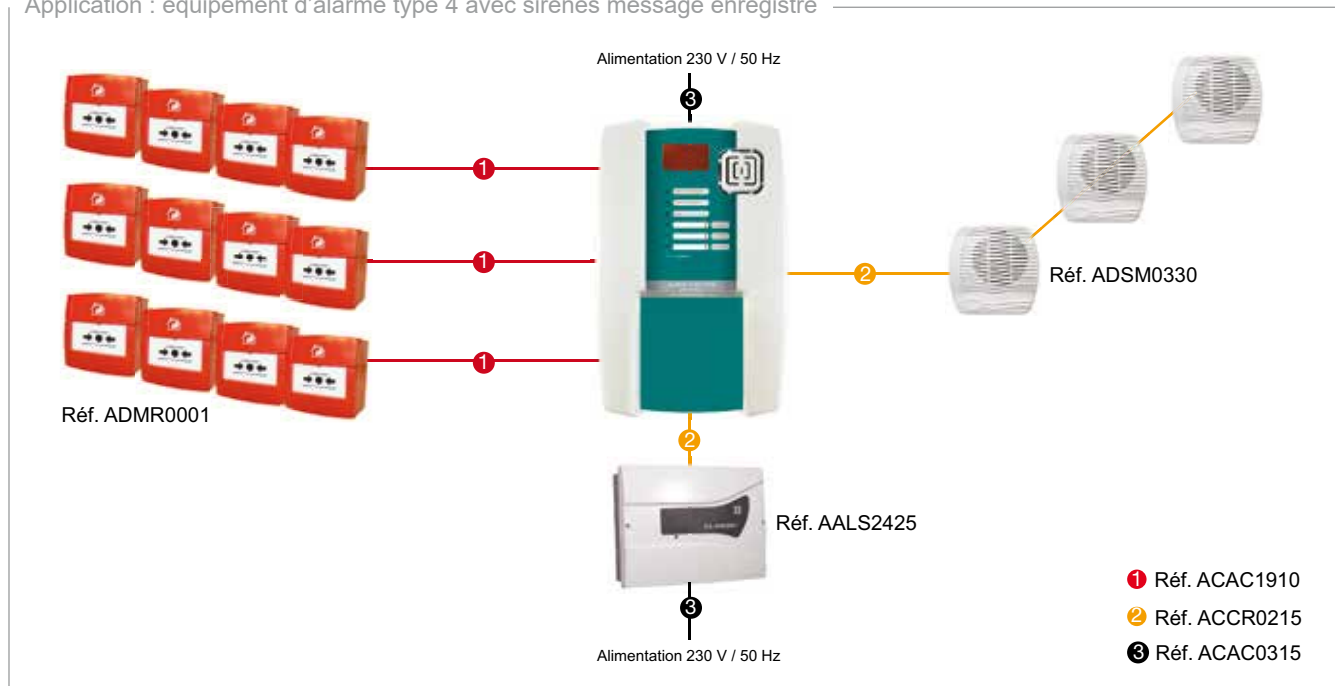 Application : équipement d'alarme type 4 avec sirènes message enregistré
Alimentation 230 V / 50 Hz
3
1
1
2
1
Réf. ADSM0330
Réf. ADMR0001
2
Réf. AALS2425
3
Alimentation 230 V / 50 Hz
1 Réf. ACAC1910
2 Réf. ACCR0215
3 Réf. ACAC0315